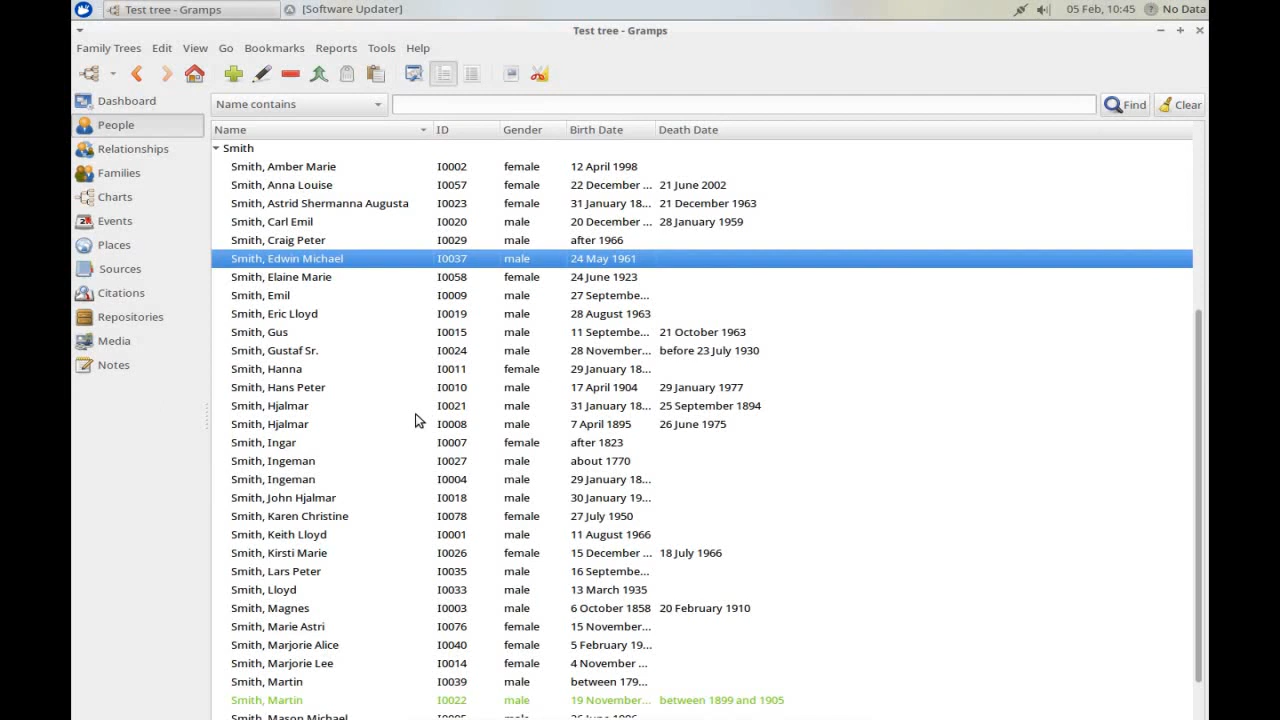 Test tree - Gramps [Software Updater] 05 Feb, 10:45 No Data
Test tree - Gramps
Family Trees Edit View Go Bookmarks Reports Tools Help
Dashboard
People
Relationships
Families
Charts
Events
Places
Sources
Citations
Repositories
Media
Notes
Name contains Find Clear
Name ID Gender Birth Date Death Date
Smith
Smith, Amber Marie I0002 female 12 April 1998
Smith, Anna Louise I0057 female 22 December ... 21 June 2002
Smith, Astrid Shermanna Augusta I0023 female 31 January 18... 21 December 1963
Smith, Carl Emil I0020 male 20 December ... 28 January 1959
Smith, Craig Peter I0029 male after 1966
Smith, Edwin Michael I0037 male 24 May 1961
Smith, Elaine Marie I0058 female 24 June 1923
Smith, Emil I0009 male 27 Septembe...
Smith, Eric Lloyd I0019 male 28 August 1963
Smith, Gus I0015 male 11 Septembe... 21 October 1963
Smith, Gustaf Sr. I0024 male 28 November... before 23 July 1930
Smith, Hanna I0011 female 29 January 18...
Smith, Hans Peter I0010 male 17 April 1904 29 January 1977
Smith, Hjalmar I0021 male 31 January 18... 25 September 1894
Smith, Hjalmar I0008 male 7 April 1895 26 June 1975
Smith, Ingar I0007 female after 1823
Smith, Ingeman I0027 male about 1770
Smith, Ingeman I0004 male 29 January 18...
Smith, John Hjalmar I0018 male 30 January 19...
Smith, Karen Christine I0078 female 27 July 1950
Smith, Keith Lloyd I0001 male 11 August 1966
Smith, Kirsti Marie I0026 female 15 December ... 18 July 1966
Smith, Lars Peter I0035 male 16 Septembe...
Smith, Lloyd I0033 male 13 March 1935
Smith, Magnes I0003 male 6 October 1858 20 February 1910
Smith, Marie Astri I0076 female 15 November...
Smith, Marjorie Alice I0040 female 5 February 19...
Smith, Marjorie Lee I0014 female 4 November ...
Smith, Martin I0039 male between 179...
Smith, Martin I0022 male 19 November... between 1899 and 1905
Smith, Mason Michael